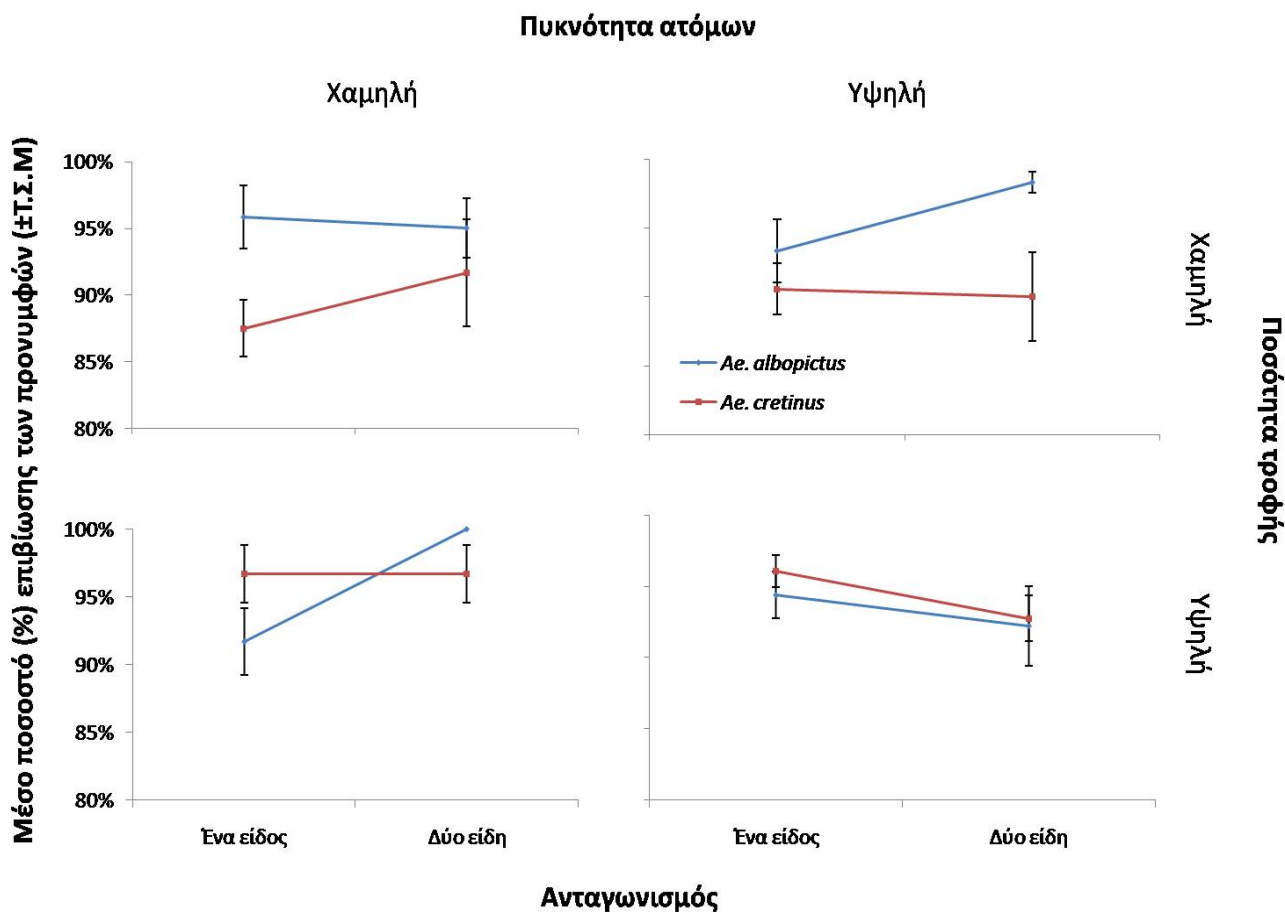 Πυκνότητα ατόμων
Χαμηλή
Υψηλή
Μέσο ποσοστό (%) επιβίωσης των προνυμφών (±Τ.Σ.Μ)
100%
95%
90%
85%
80%
Ae. albopictus
Ae. cretinus
Χαμηλή
Ποσότητα τροφής
100%
95%
90%
85%
80%
Υψηλή
Ένα είδος
Δύο είδη
Ένα είδος
Δύο είδη
Ανταγωνισμός